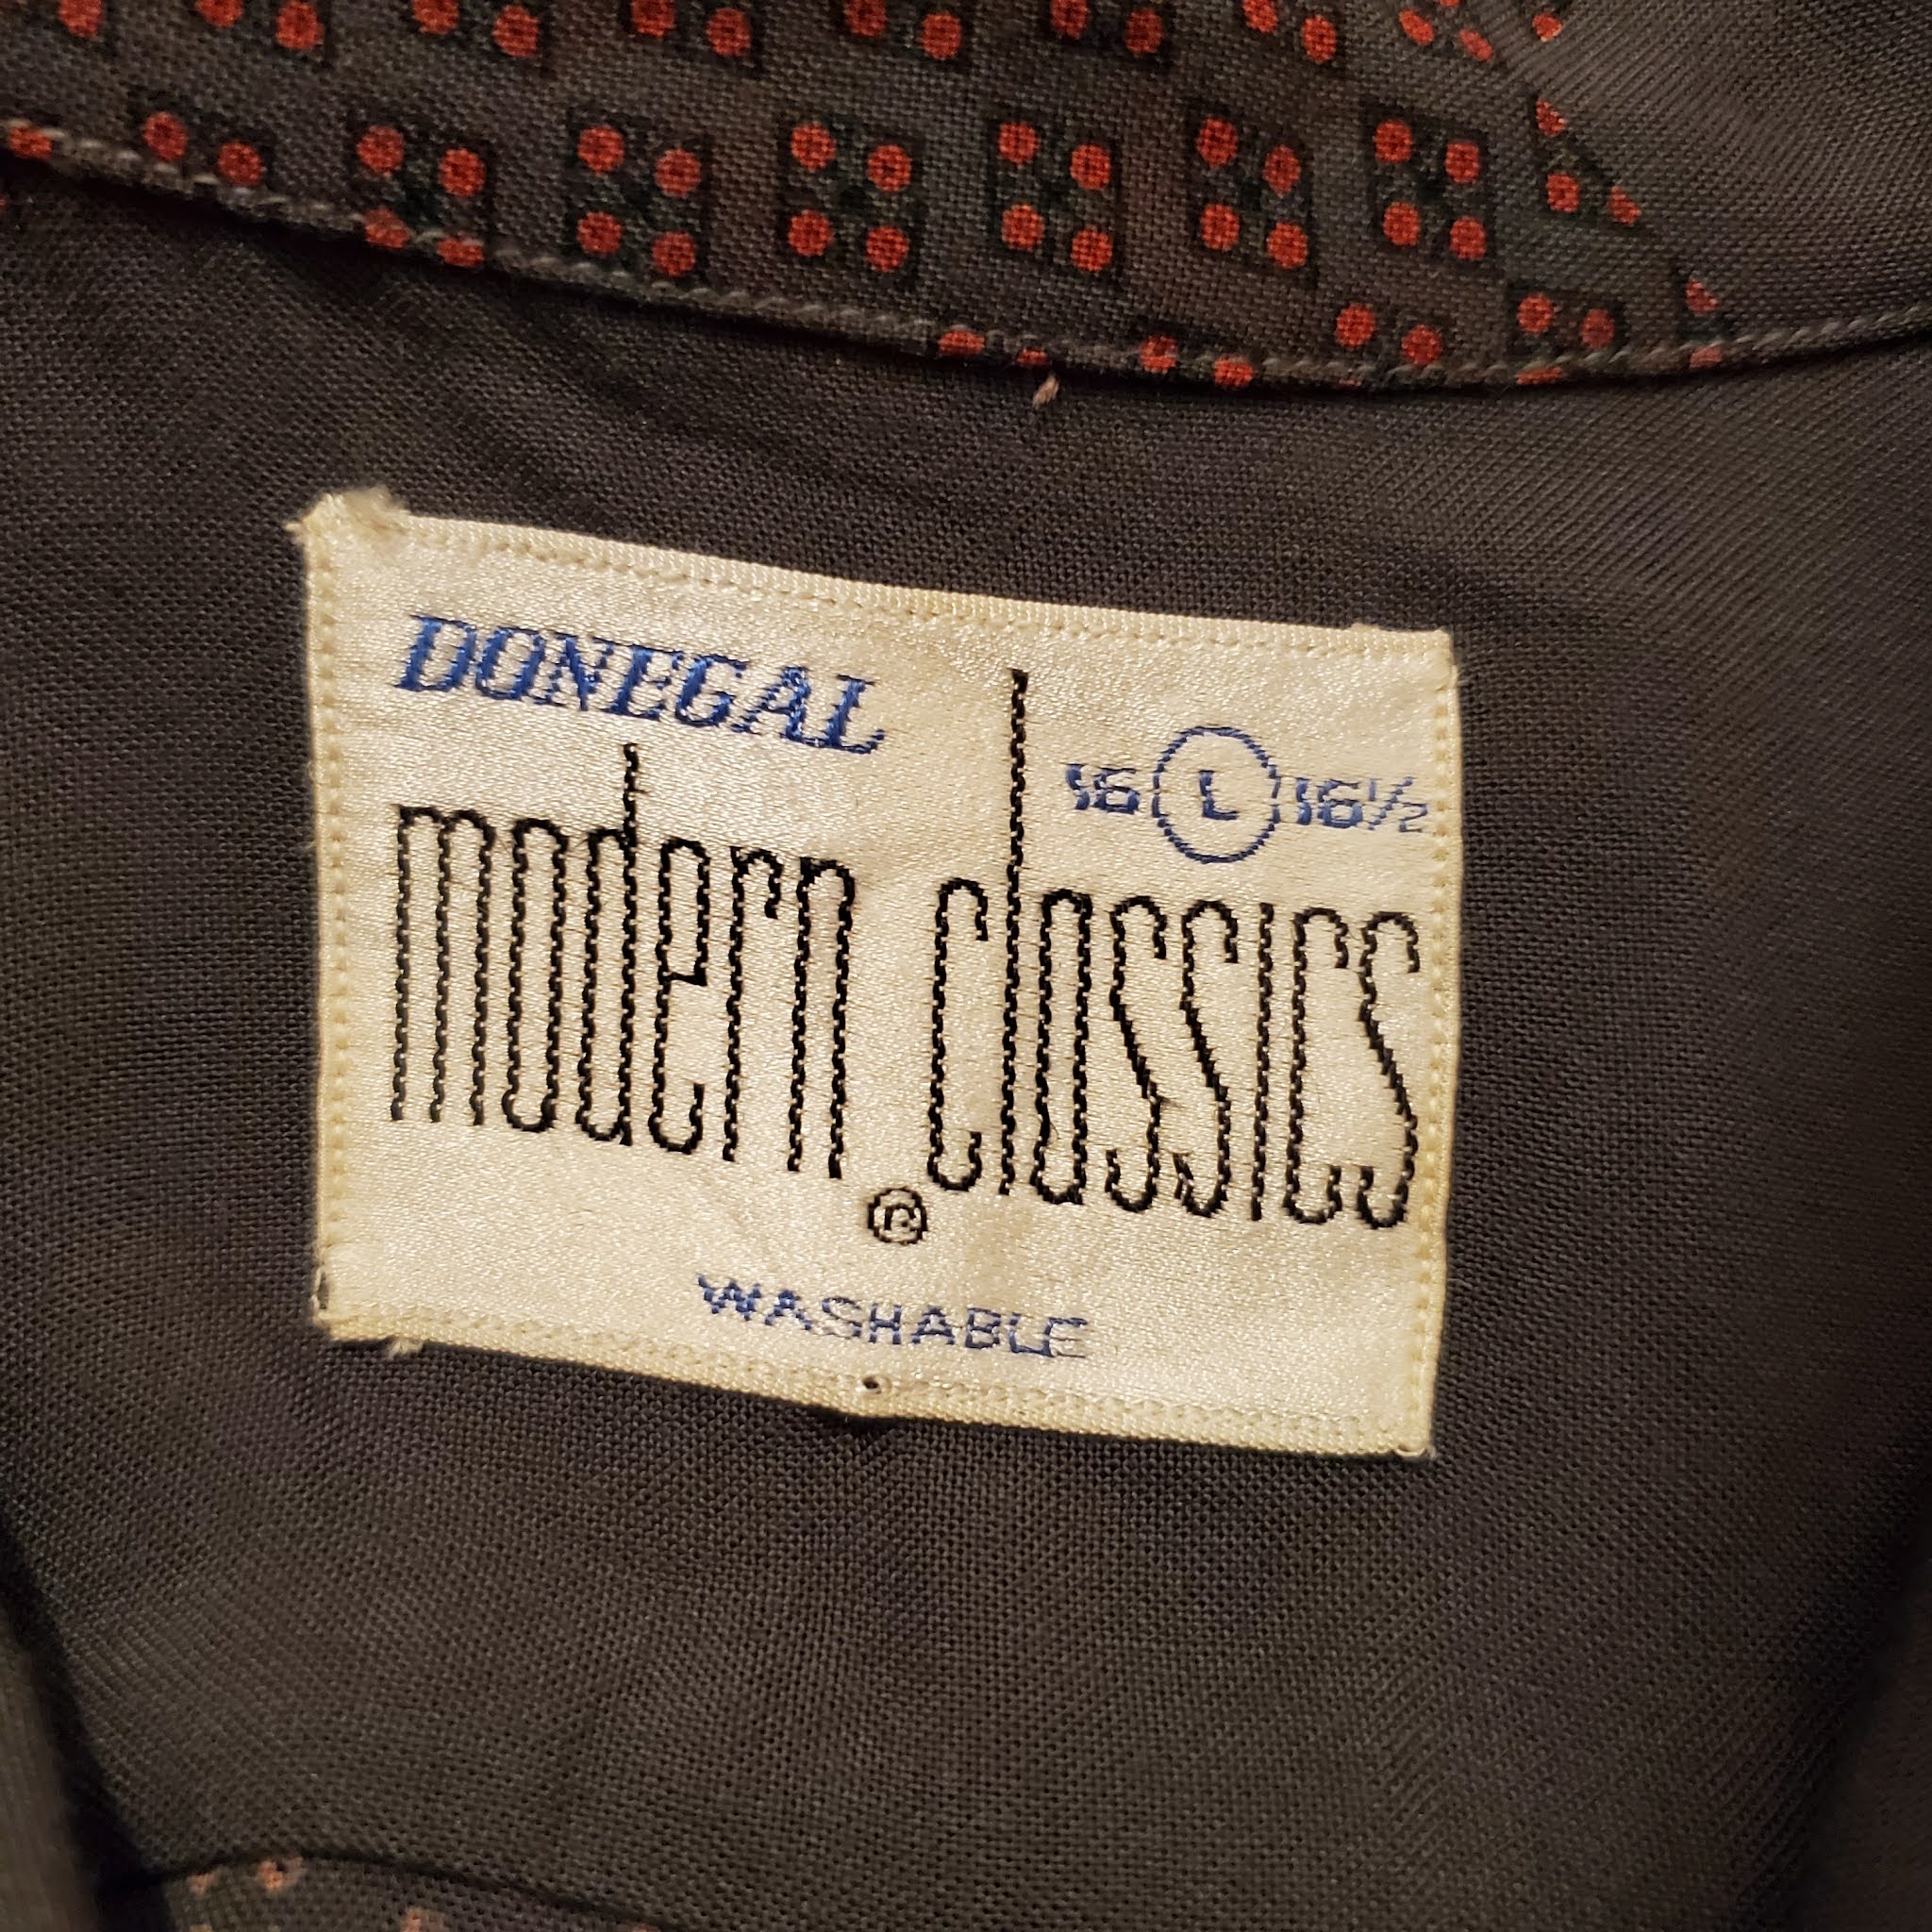 DONEGAL
16 L 16½
modern classics
®
WASHABLE